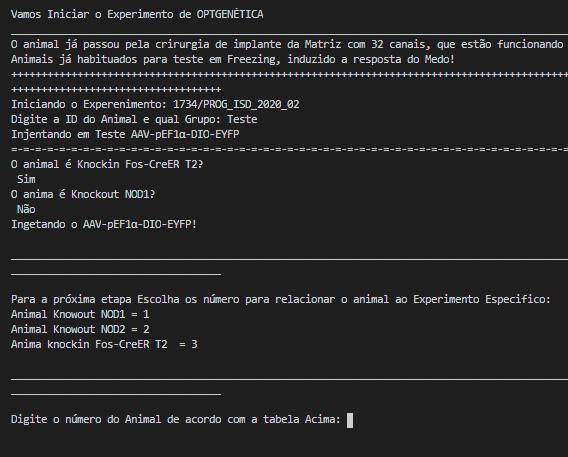 Vamos Iniciar o Experimento de OPTGENÉTICA
O animal já passou pela crirurgia de implante da Matriz com 32 canais, que estão funcionando
Animais já habituados para teste em Freezing, induzido a resposta do Medo!
++++++++++++++++++++++++++++++++++++++++++++++++++++++++++++++++++++++++++++++++++++++++++++
+++++++++++++++++++++++++++++++++++
Iniciando o Experenimento: 1734/PROG_ISD_2020_02
Digite a ID do Animal e qual Grupo: Teste
Injentando em Teste AAV-pEF1α-DIO-EYFP
=-=-=-=-=-=-=-=-=-=-=-=-=-=-=-=-=-=-=-=-=-=-=-=-=-=-=-=-=-=-=-=-=-=-=-=-=-=-=-=-=-=-=-=-=-=
O animal é Knockin Fos-CreER T2?
Sim
O anima é Knockout NOD1?
Não
Ingetando o AAV-pEF1α-DIO-EYFP!
Para a próxima etapa Escolha os número para relacionar o animal ao Experimento Especifico:
Animal Knowout NOD1 = 1
Animal Knowout NOD2 = 2
Anima knockin Fos-CreER T2  = 3
Digite o número do Animal de acordo com a tabela Acima: